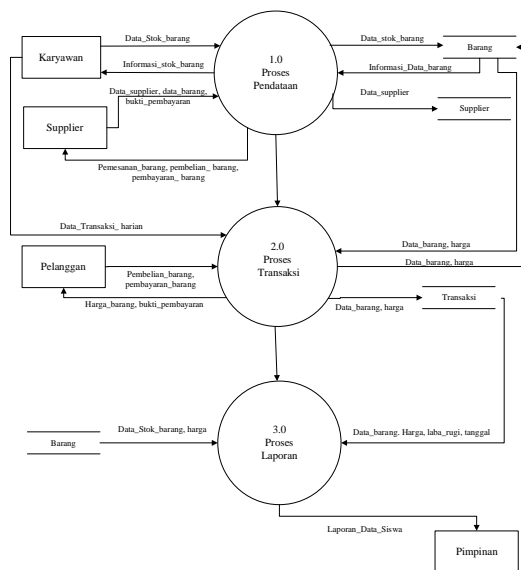 Data_Stok_barang
Data_stok_barang
Karyawan
1.0
Proses
Pendataan
Barang
Informasi_stok_barang
Informasi_Data_barang
Data_supplier, data_barang,
bukti_pembayaran
Data_supplier
Supplier
Supplier
Pemesanan_barang, pembelian_ barang,
pembayaran_ barang
Data_Transaksi_ harian
2.0
Proses
Transaksi
Data_barang, harga
Pelanggan
Pembelian_barang,
pembayaran_barang
Data_barang, harga
Harga_barang, bukti_pembayaran
Data_barang, harga
Transaksi
3.0
Proses
Laporan
Data_Stok_barang, harga
Barang
Data_barang. Harga, laba_rugi, tanggal
Laporan_Data_Siswa
Pimpinan